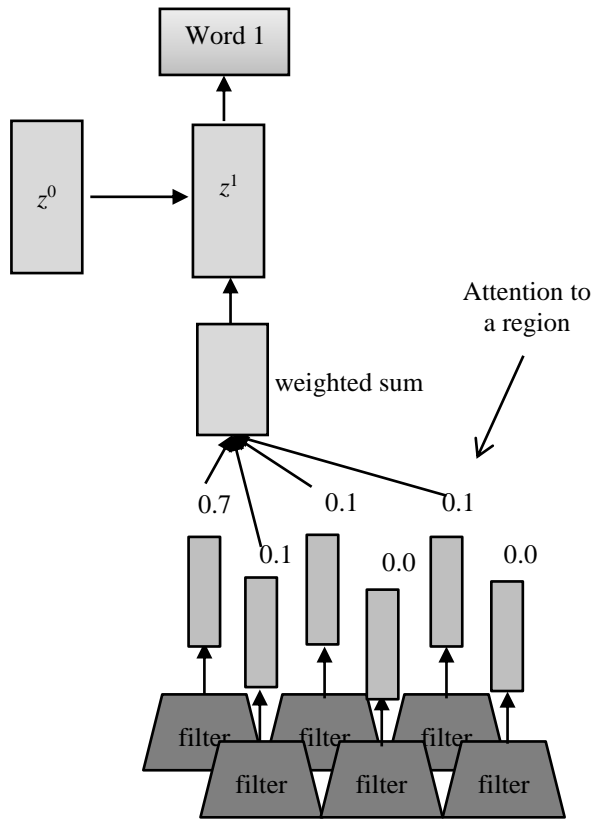 Word 1
z⁰
z¹
Attention to
a region
weighted sum
0.7
0.1
0.1
0.1
0.0
0.0
filter
filter
filter
filter
filter
filter